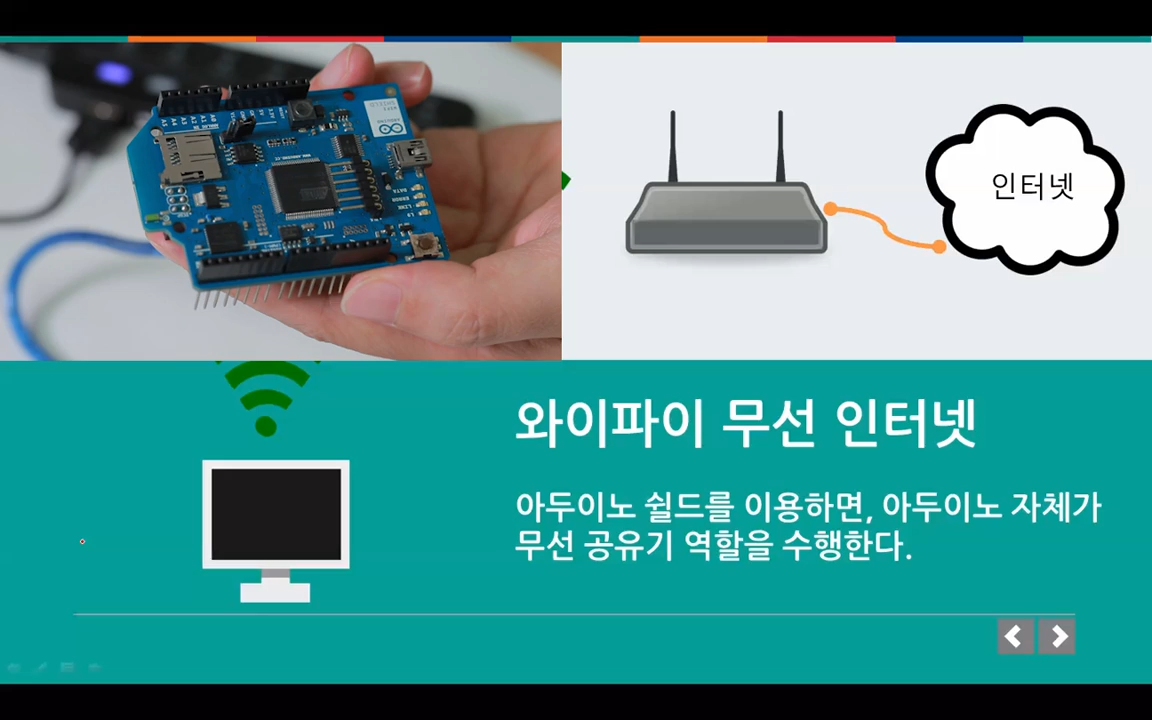 인터넷
와이파이 무선 인터넷
아두이노 쉴드를 이용하면, 아두이노 자체가
무선 공유기 역할을 수행한다.